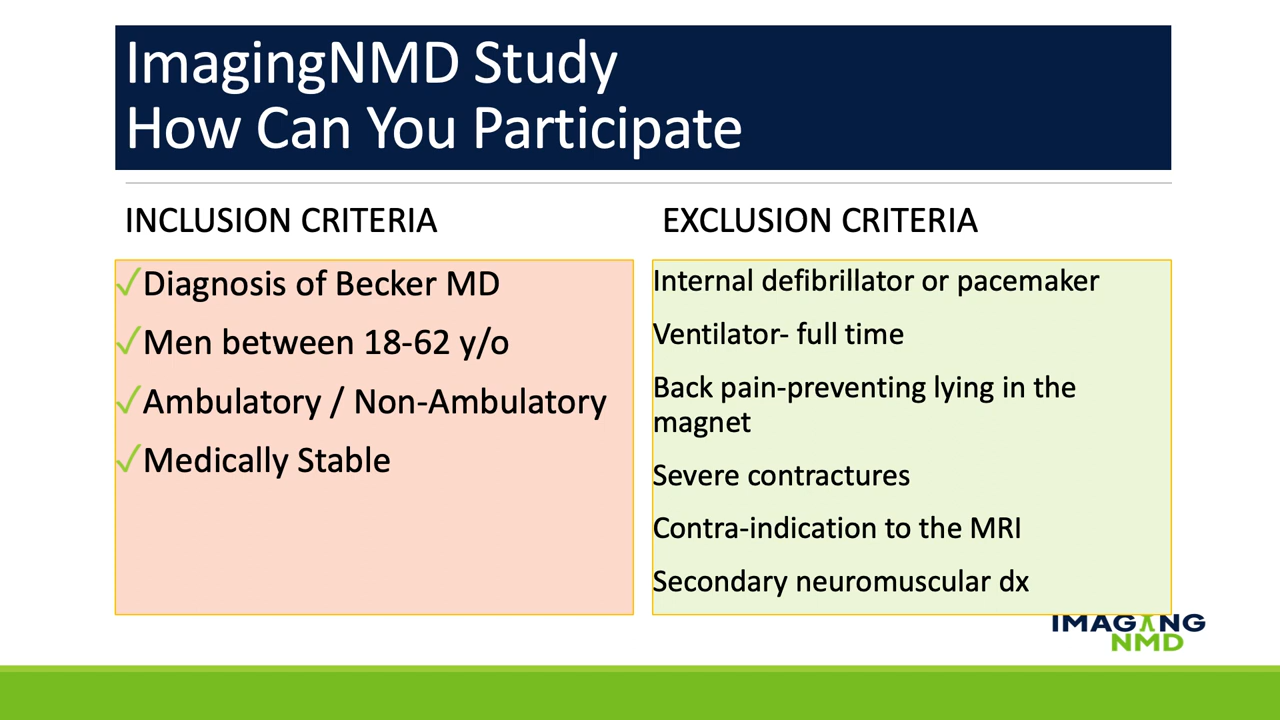 ImagingNMD Study
How Can You Participate
INCLUSION CRITERIA
✓Diagnosis of Becker MD
✓Men between 18-62 y/o
✓Ambulatory / Non-Ambulatory
✓Medically Stable
EXCLUSION CRITERIA
Internal defibrillator or pacemaker
Ventilator- full time
Back pain-preventing lying in the
magnet
Severe contractures
Contra-indication to the MRI
Secondary neuromuscular dx
IMAGING
NMD